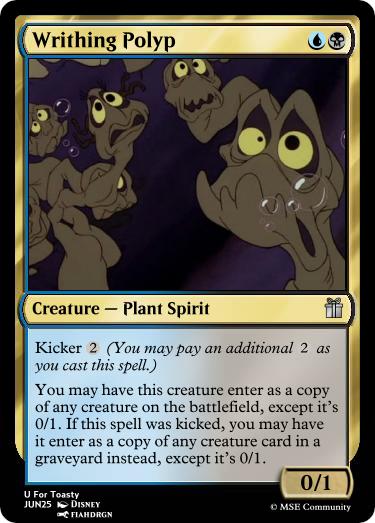 Writhing Polyp
Creature — Plant Spirit
Kicker 2 (You may pay an additional 2 as
you cast this spell.)
You may have this creature enter as a copy
of any creature on the battlefield, except it's
0/1. If this spell was kicked, you may have
it enter as a copy of any creature card in a
graveyard instead, except it's 0/1.
0/1
U For Toasty
JUN25 Disney
FIAHDRGN
© MSE Community